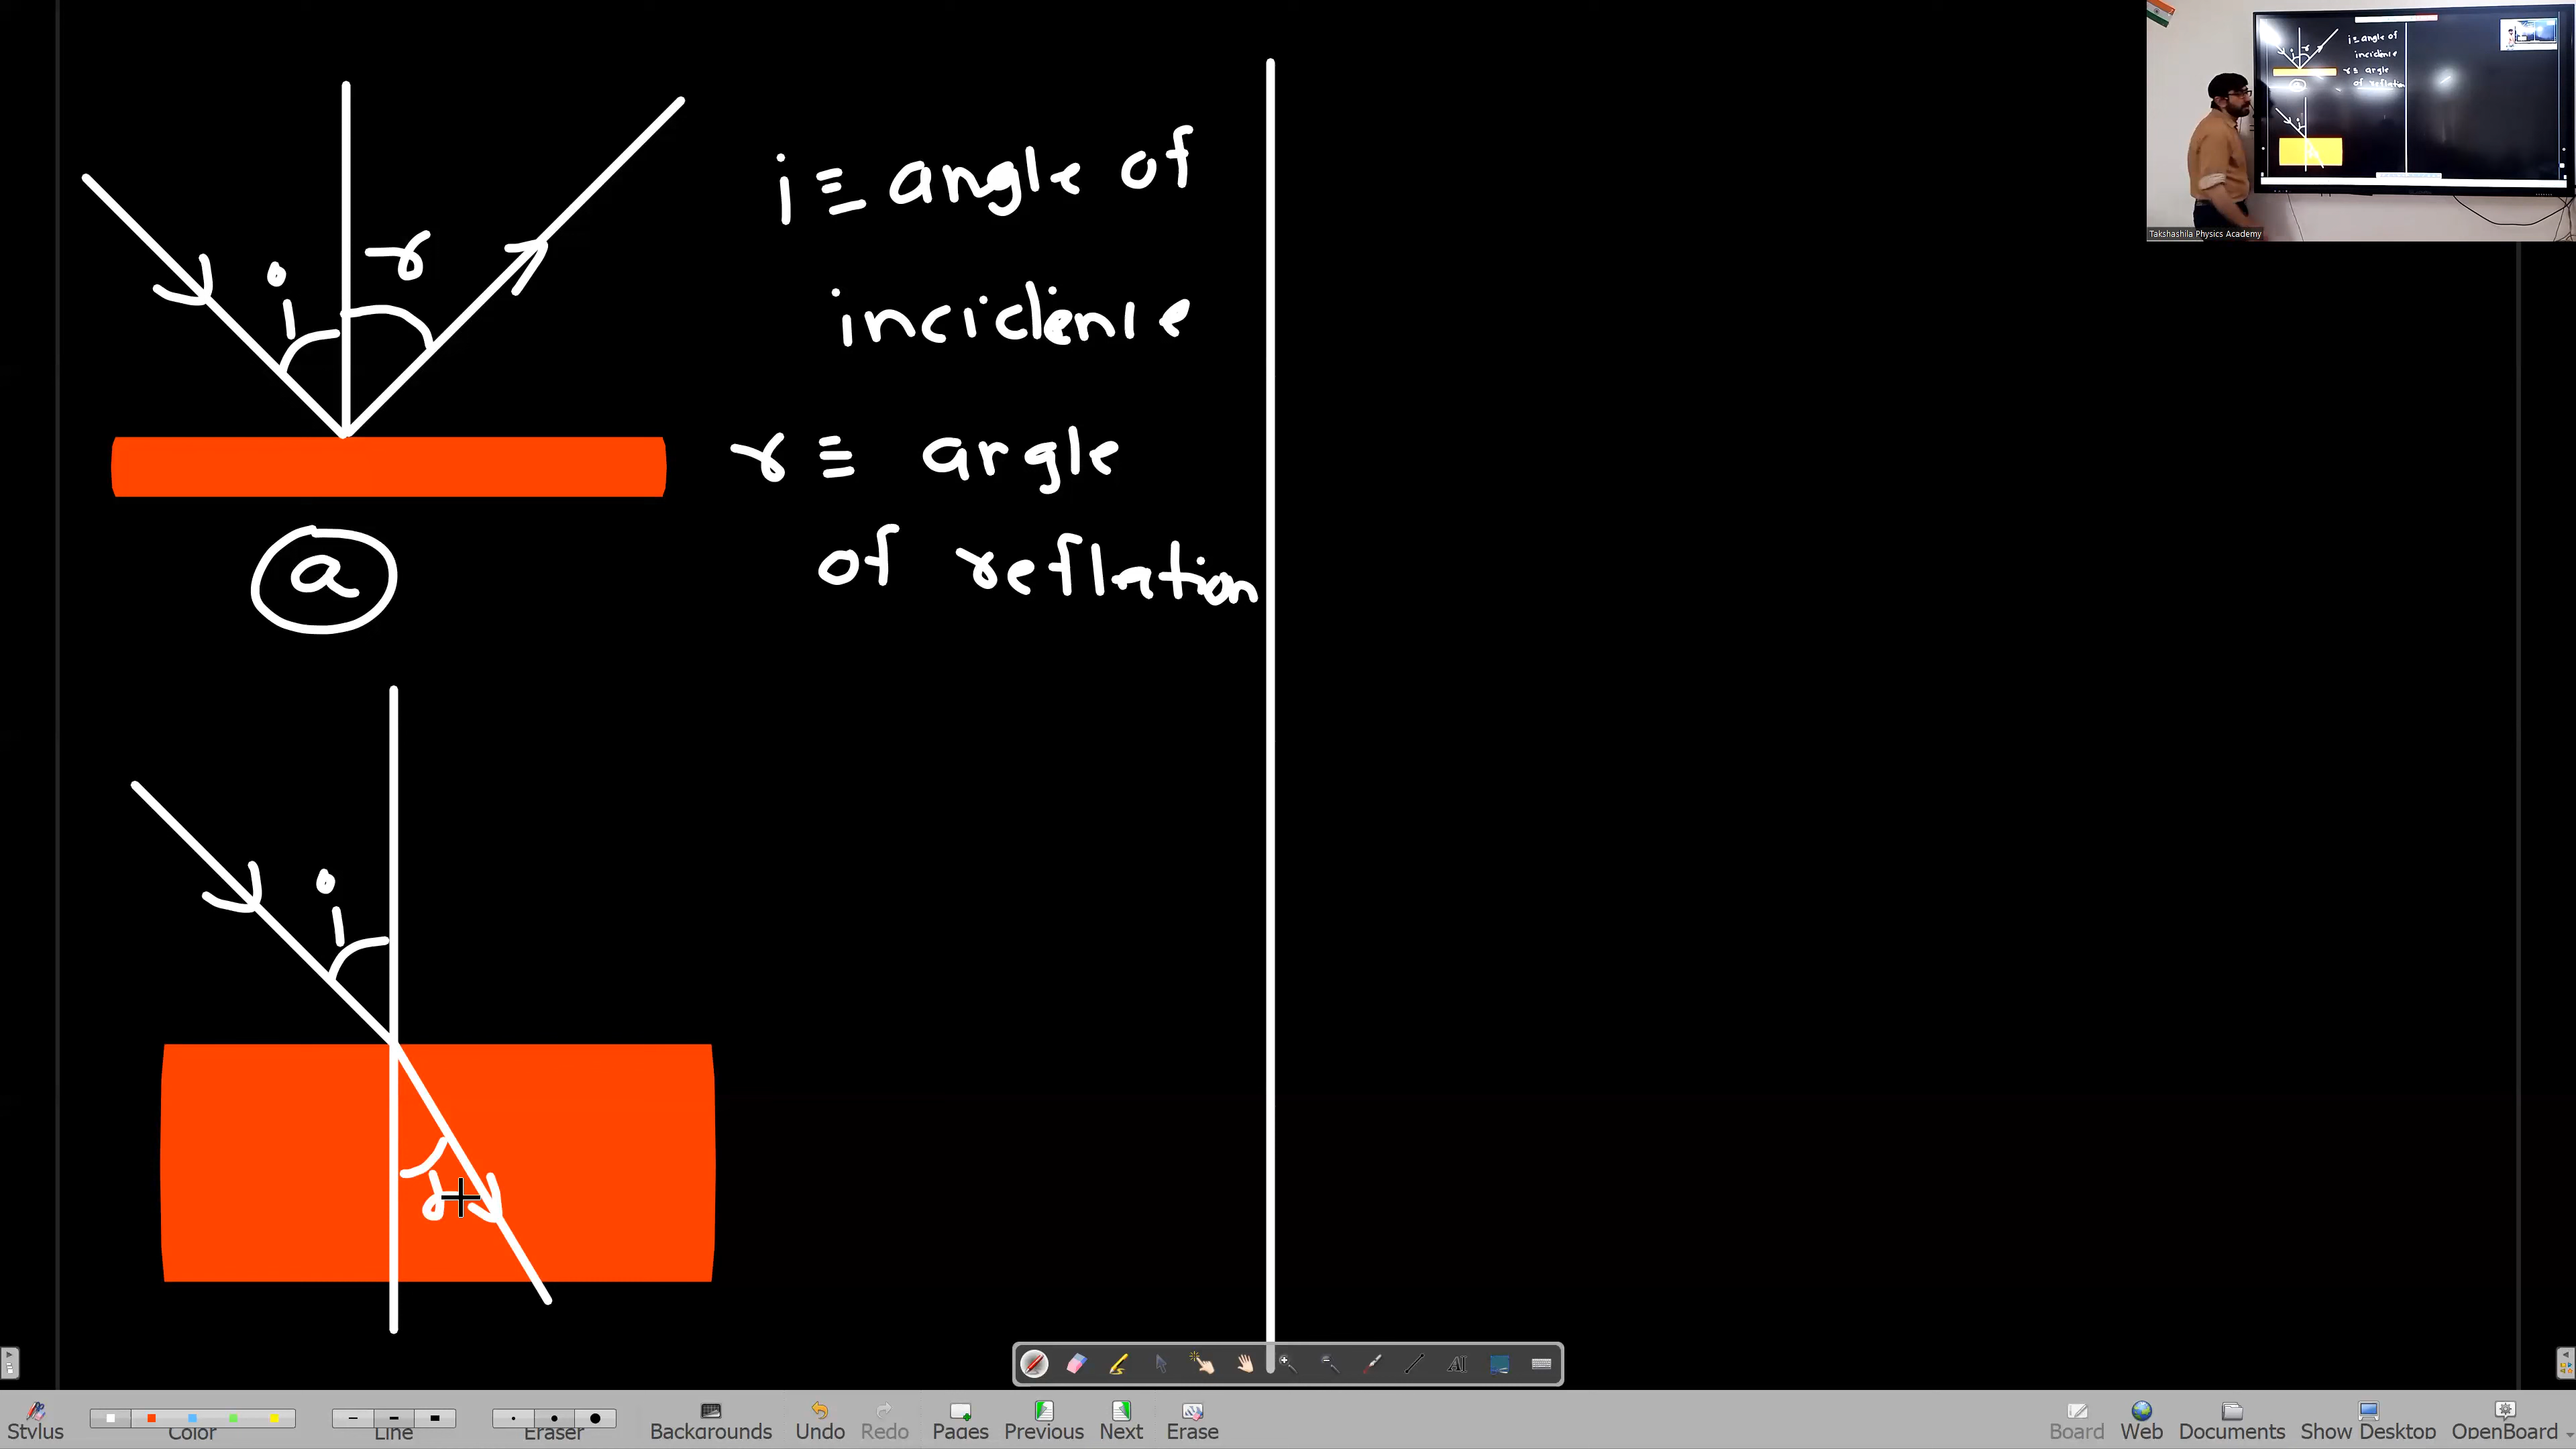 i ≡ angle of
incidence
r ≡ angle
of reflection
i
r
a
i
r
Takshashila Physics Academy
Stylus
Color
Line
Eraser
Backgrounds
Undo
Redo
Pages
Previous
Next
Erase
Board
Web
Documents
Show Desktop
OpenBoard